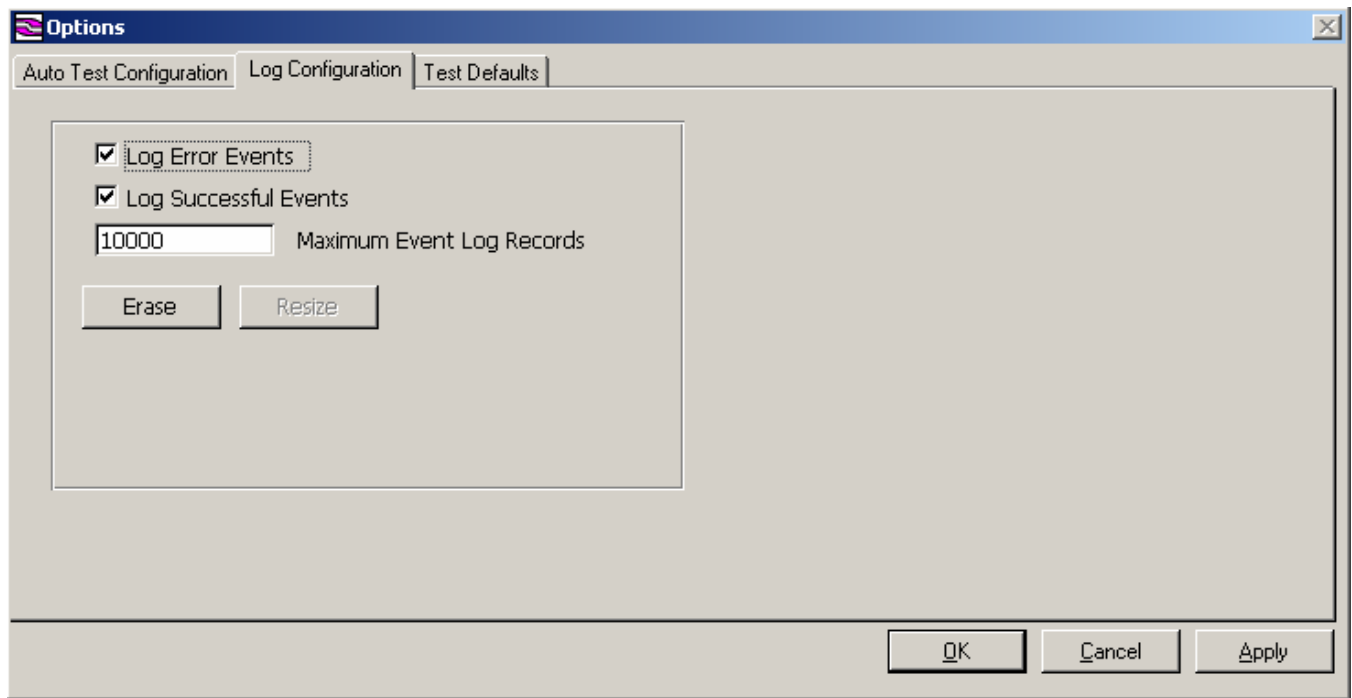 Options
Auto Test Configuration Log Configuration Test Defaults
Log Error Events
Log Successful Events
10000 Maximum Event Log Records
Erase Resize
OK Cancel Apply